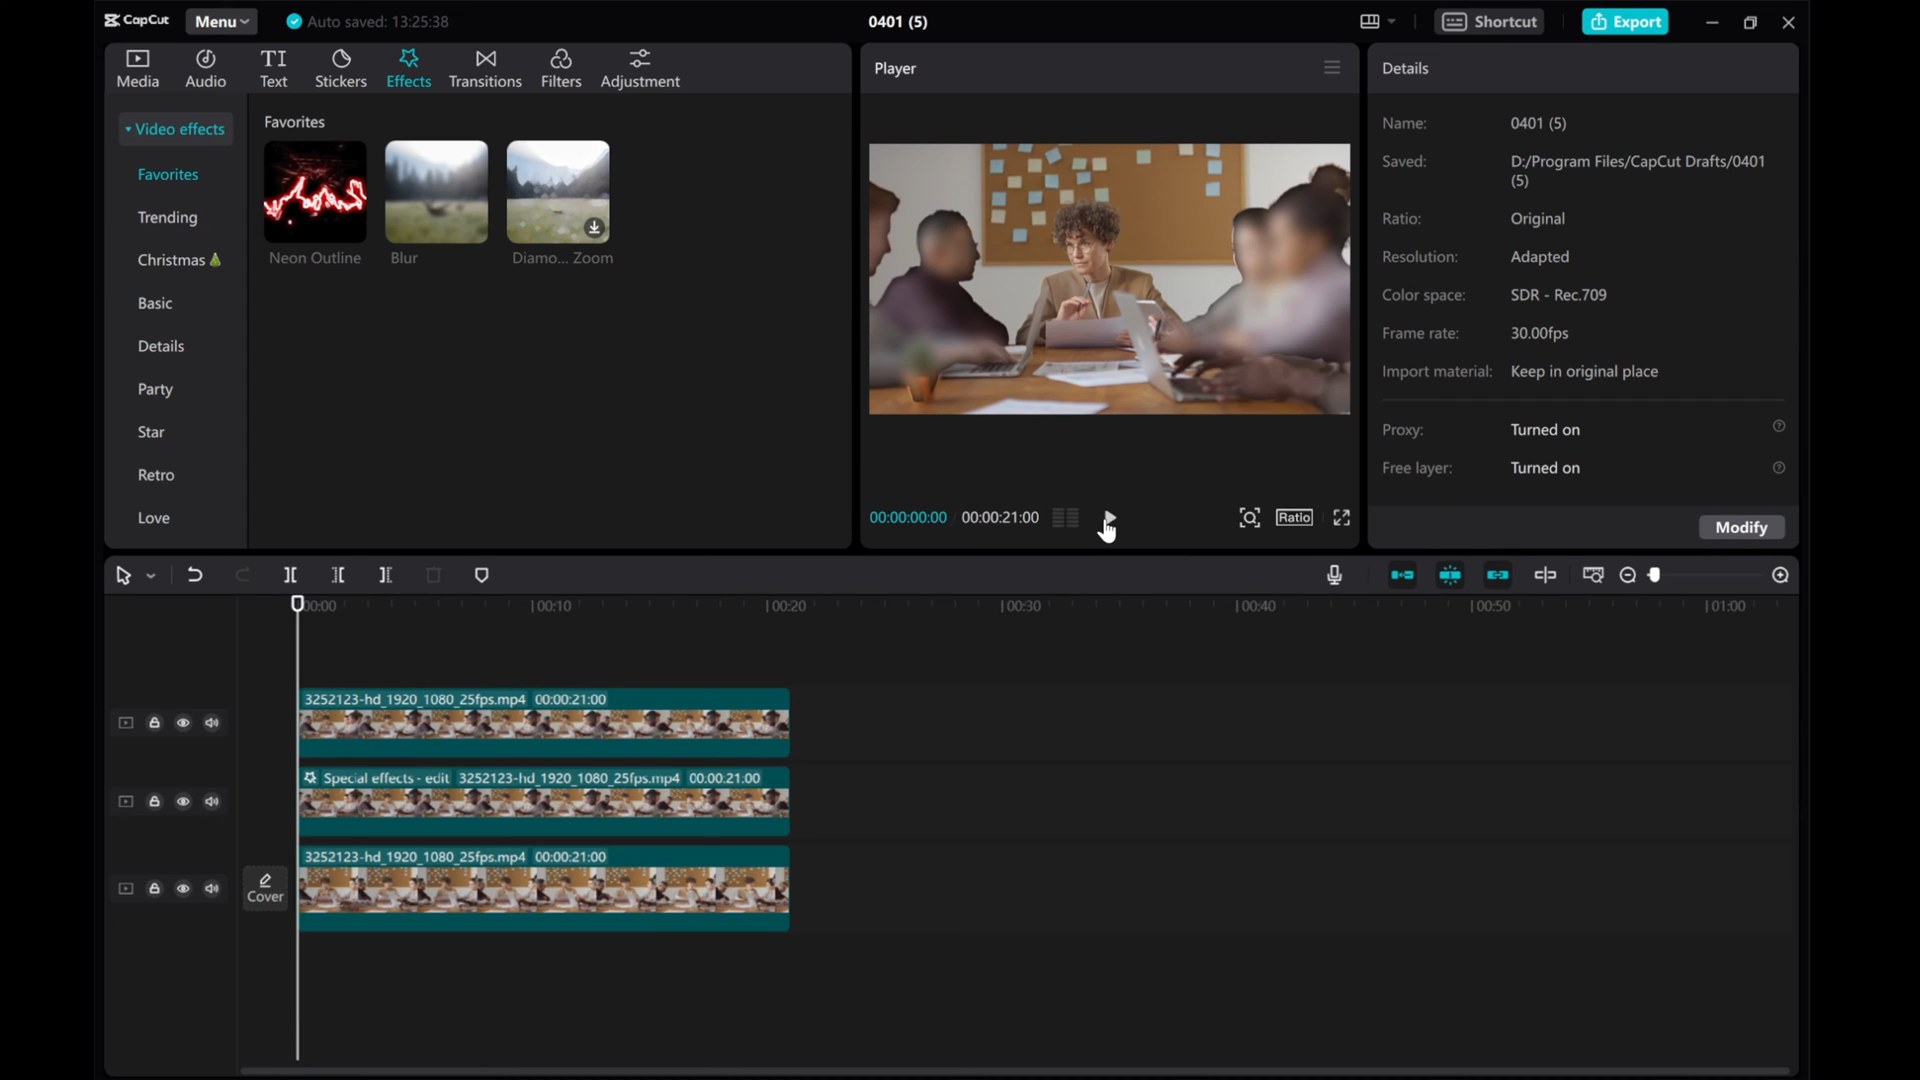 CapCut
Menu
Auto saved: 13:25:38
0401 (5)
Shortcut
Export
Media
Audio
TI
Text
Stickers
Effects
Transitions
Filters
Adjustment
Player
Details
Video effects
Favorites
Trending
Christmas
Basic
Details
Party
Star
Retro
Love
Favorites
Neon Outline
Blur
Diamo... Zoom
00:00:00:00
00:00:21:00
Ratio
Name: 0401 (5)
Saved: D:/Program Files/CapCut Drafts/0401
(5)
Ratio: Original
Resolution: Adapted
Color space: SDR - Rec.709
Frame rate: 30.00fps
Import material: Keep in original place
Proxy: Turned on
Free layer: Turned on
Modify
00:00
00:10
00:20
00:30
00:40
00:50
01:00
3252123-hd_1920_1080_25fps.mp4 00:00:21:00
Special effects - edit 3252123-hd_1920_1080_25fps.mp4 00:00:21:00
3252123-hd_1920_1080_25fps.mp4 00:00:21:00
Cover